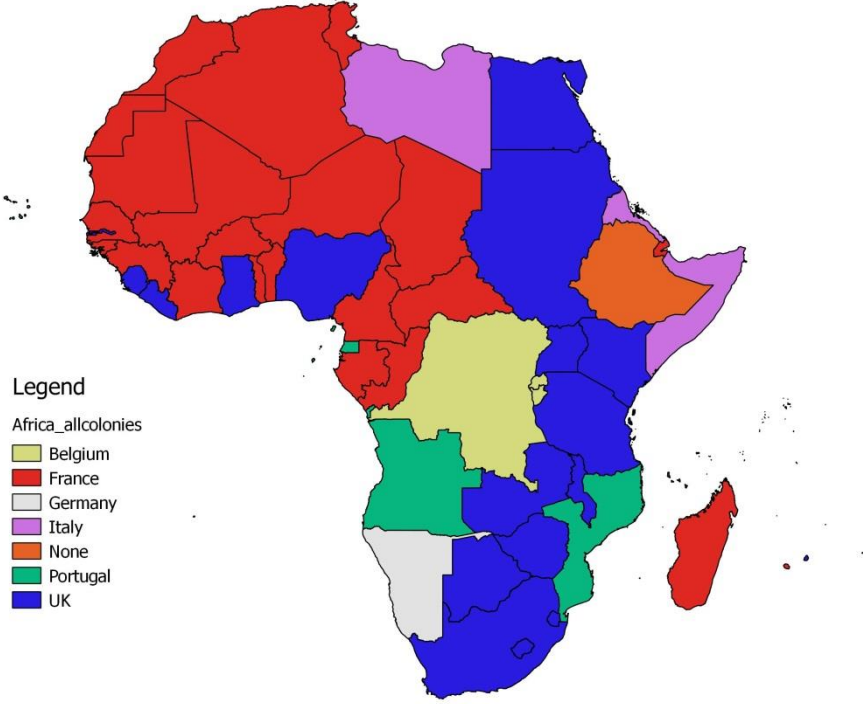 Legend
Africa_allcolonies
Belgium
France
Germany
Italy
None
Portugal
UK